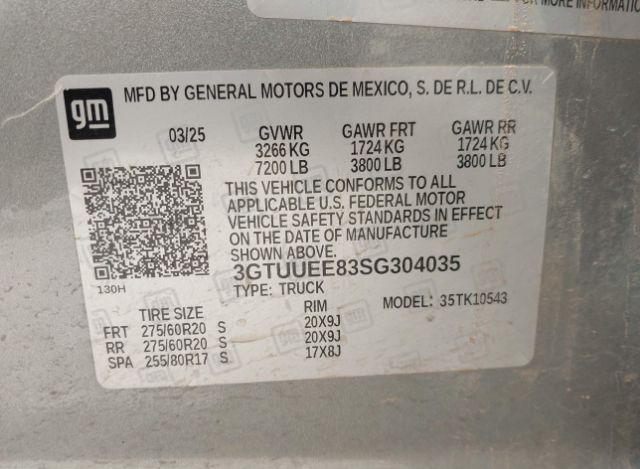 FOR MORE INFORMATIO
gm
MFD BY GENERAL MOTORS DE MEXICO, S. DE R.L. DE C.V.
03/25 GVWR GAWR FRT GAWR RR
3266 KG 1724 KG 1724 KG
7200 LB 3800 LB 3800 LB
THIS VEHICLE CONFORMS TO ALL
APPLICABLE U.S. FEDERAL MOTOR
VEHICLE SAFETY STANDARDS IN EFFECT
ON THE DATE OF MANUFACTURE
SHOWN ABOVE.
3GTUUEE83SG304035
130H
TYPE: TRUCK MODEL: 35TK10543
TIRE SIZE RIM
FRT 275/60R20 S 20X9J
RR 275/60R20 S 20X9J
SPA 255/80R17 S 17X8J